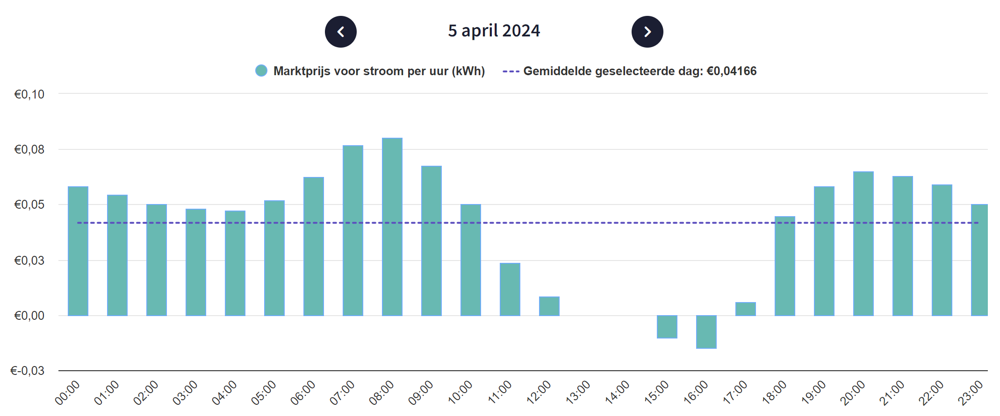 5 april 2024
Marktprijs voor stroom per uur (kWh) Gemiddelde geselecteerde dag: €0,04166
€0,10
€0,08
€0,05
€0,03
€0,00
€-0,03
00:00 01:00 02:00 03:00 04:00 05:00 06:00 07:00 08:00 09:00 10:00 11:00 12:00 13:00 14:00 15:00 16:00 17:00 18:00 19:00 20:00 21:00 22:00 23:00